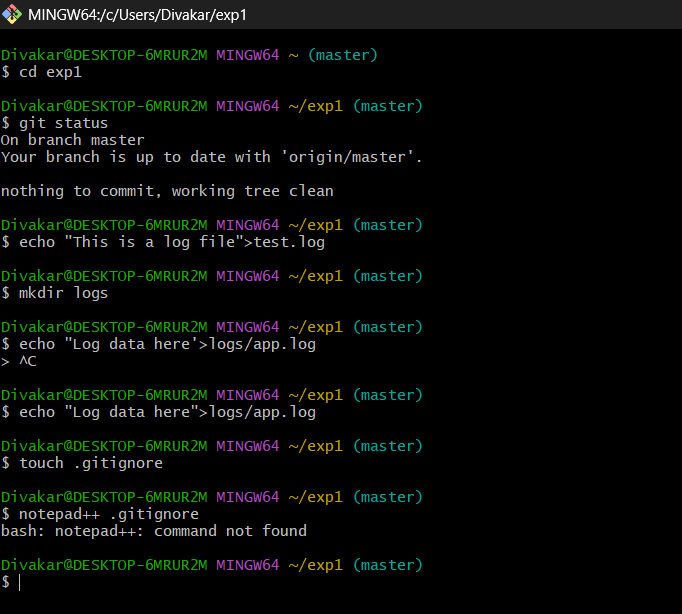 MINGW64:/c/Users/Divakar/exp1
Divakar@DESKTOP-6MRUR2M MINGW64 ~ (master)
$ cd exp1
Divakar@DESKTOP-6MRUR2M MINGW64 ~/exp1 (master)
$ git status
On branch master
Your branch is up to date with 'origin/master'.
nothing to commit, working tree clean
Divakar@DESKTOP-6MRUR2M MINGW64 ~/exp1 (master)
$ echo "This is a log file">test.log
Divakar@DESKTOP-6MRUR2M MINGW64 ~/exp1 (master)
$ mkdir logs
Divakar@DESKTOP-6MRUR2M MINGW64 ~/exp1 (master)
$ echo "Log data here'>logs/app.log
> ^C
Divakar@DESKTOP-6MRUR2M MINGW64 ~/exp1 (master)
$ echo "Log data here">logs/app.log
Divakar@DESKTOP-6MRUR2M MINGW64 ~/exp1 (master)
$ touch .gitignore
Divakar@DESKTOP-6MRUR2M MINGW64 ~/exp1 (master)
$ notepad++ .gitignore
bash: notepad++: command not found
Divakar@DESKTOP-6MRUR2M MINGW64 ~/exp1 (master)
$